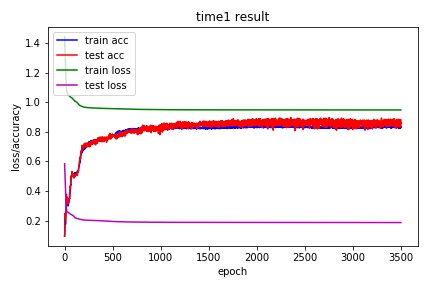 time1 result
train acc
test acc
train loss
test loss
loss/accuracy
1.4
1.2
1.0
0.8
0.6
0.4
0.2
0 500 1000 1500 2000 2500 3000 3500
epoch